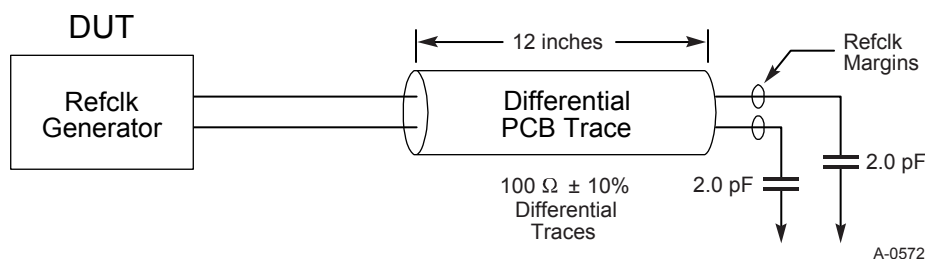 DUT
Refclk
Generator
12 inches
Differential
PCB Trace
Refclk
Margins
100 Ω ± 10%
Differential
Traces
2.0 pF
2.0 pF
A-0572